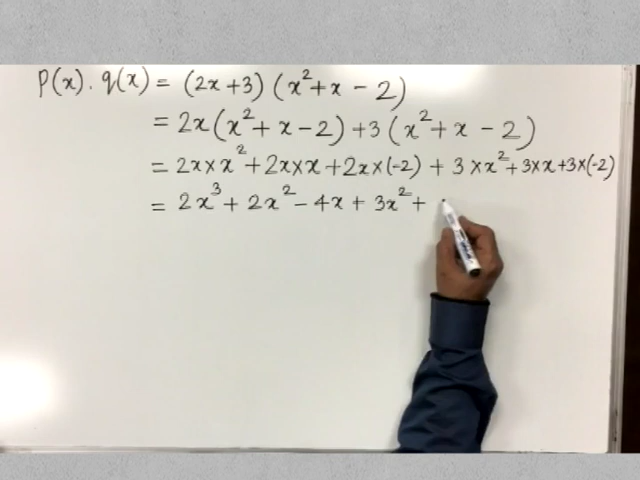 p(x) . q(x) = (2x+3) (x²+x - 2)
= 2x(x²+ x-2)+3 (x²+x - 2)
= 2x×x²+2x×x+2x×(-2) + 3×x²+3×x+3×(-2)
= 2x³+ 2x²- 4x + 3x²+